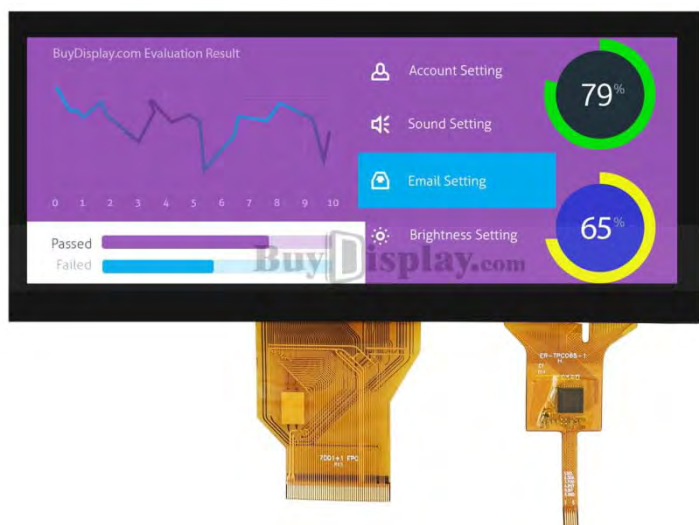 BuyDisplay.com Evaluation Result
0 1 2 3 4 5 6 7 8 9 10
Passed
Failed
Account Setting
Sound Setting
Email Setting
Brightness Setting
79%
65%
BuyDisplay.com
ER-TPC065-1
7001+1 FPC